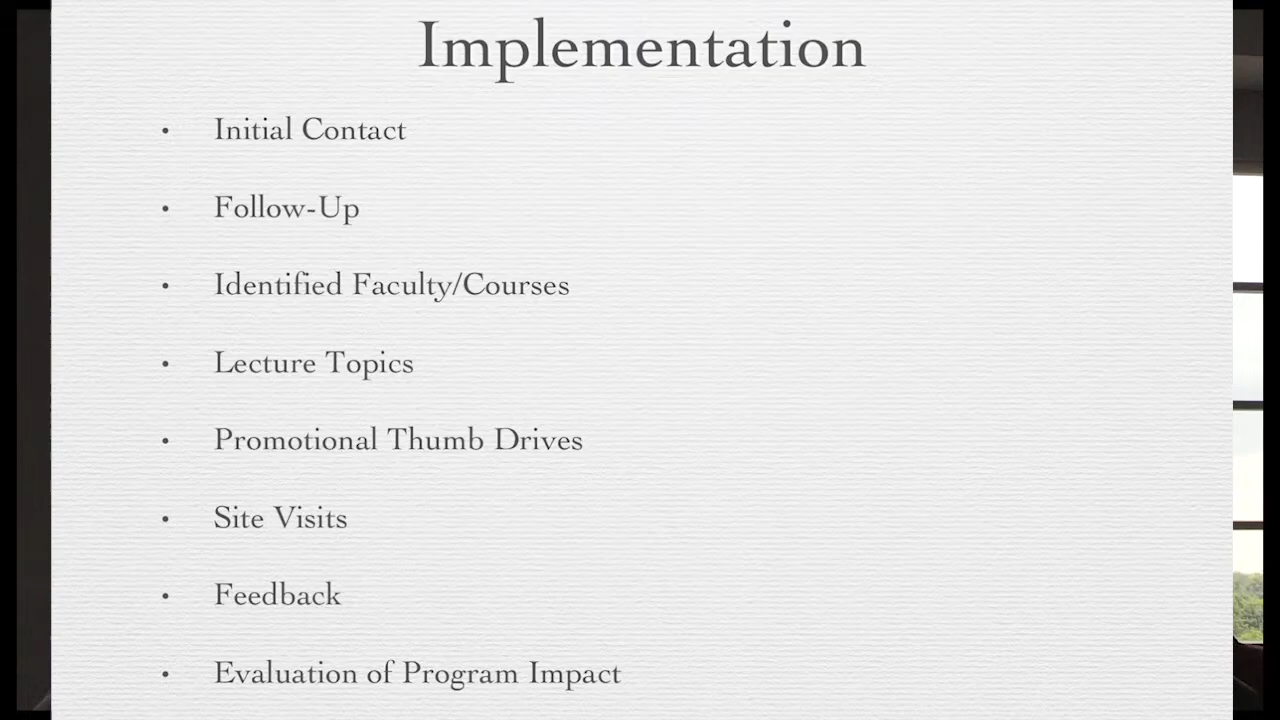 Implementation
• Initial Contact
• Follow-Up
• Identified Faculty/Courses
• Lecture Topics
• Promotional Thumb Drives
• Site Visits
• Feedback
• Evaluation of Program Impact